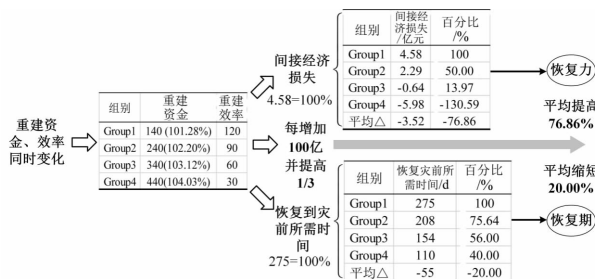 重建资
金、效率
同时变化
组别 重建资金 重建效率
Group1 140 (101.28%) 120
Group2 240(102.20%) 90
Group3 340(103.12%) 60
Group4 440(104.03%) 30
间接经济
损失
4.58=100%
每增加
100亿
并提高
1/3
恢复到灾
前所需时
间
275=100%
组别 间接经济损失/亿元 百分比/%
Group1 4.58 100
Group2 2.29 50.00
Group3 -0.64 13.97
Group4 -5.98 -130.59
平均△ -3.52 -76.86
组别 恢复灾前所需时间/d 百分比/%
Group1 275 100
Group2 208 75.64
Group3 154 56.00
Group4 110 40.00
平均△ -55 -20.00
恢复力
平均提高
76.86%
平均缩短
20.00%
恢复期